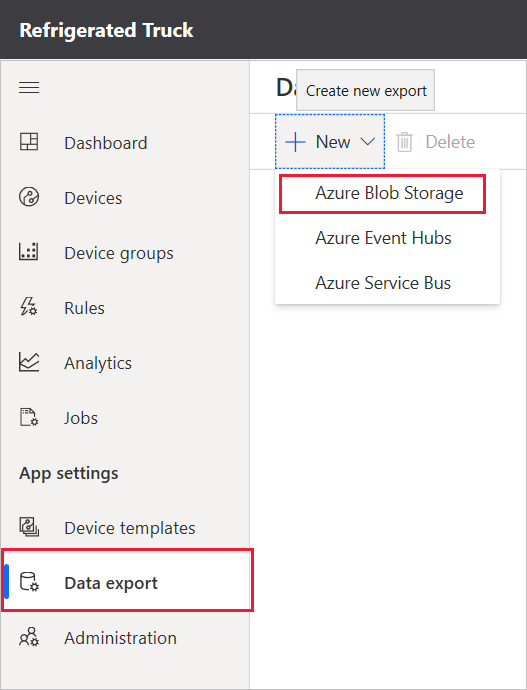 Refrigerated Truck
Create new export
New
Delete
Azure Blob Storage
Azure Event Hubs
Azure Service Bus
Dashboard
Devices
Device groups
Rules
Analytics
Jobs
App settings
Device templates
Data export
Administration